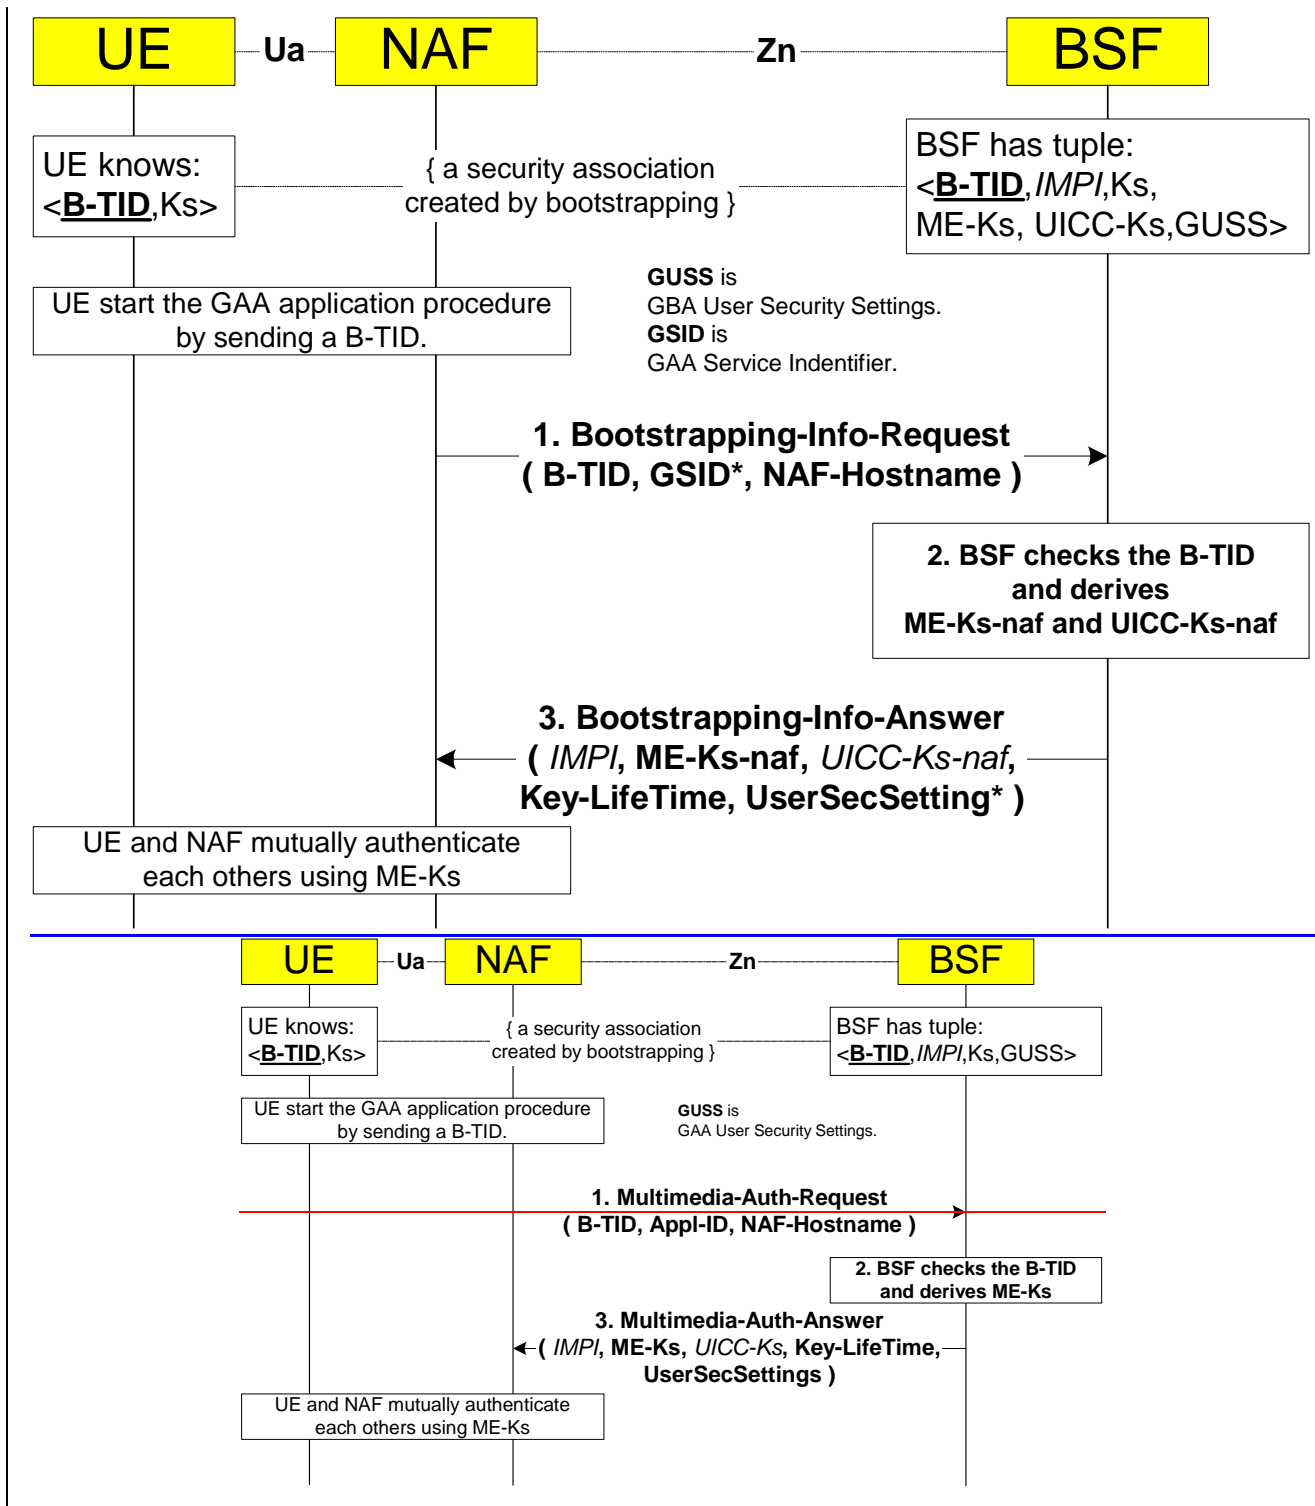 UE
Ua
NAF
Zn
BSF
UE knows:
<B-TID,Ks>
{ a security association
created by bootstrapping }
BSF has tuple:
<B-TID,IMPI,Ks,
ME-Ks, UICC-Ks,GUSS>
UE start the GAA application procedure
by sending a B-TID.
GUSS is
GBA User Security Settings.
GSID is
GAA Service Indentifier.
1. Bootstrapping-Info-Request
( B-TID, GSID*, NAF-Hostname )
2. BSF checks the B-TID
and derives
ME-Ks-naf and UICC-Ks-naf
3. Bootstrapping-Info-Answer
( IMPI, ME-Ks-naf, UICC-Ks-naf,
Key-LifeTime, UserSecSetting* )
UE and NAF mutually authenticate
each others using ME-Ks
UE
Ua
NAF
Zn
BSF
UE knows:
<B-TID,Ks>
{ a security association
created by bootstrapping }
BSF has tuple:
<B-TID,IMPI,Ks,GUSS>
UE start the GAA application procedure
by sending a B-TID.
GUSS is
GAA User Security Settings.
1. Multimedia-Auth-Request
( B-TID, Appl-ID, NAF-Hostname )
2. BSF checks the B-TID
and derives ME-Ks
3. Multimedia-Auth-Answer
( IMPI, ME-Ks, UICC-Ks, Key-LifeTime,
UserSecSettings )
UE and NAF mutually authenticate
each others using ME-Ks